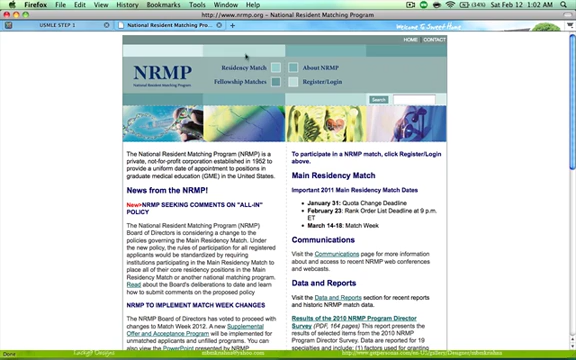 Firefox File Edit View History Bookmarks Tools Window Help (14%) Sat Feb 12 1:02 AM
http://www.nrmp.org - National Resident Matching Program
USMLE STEP 1 National Resident Matching Pro...
Welcome To Sweet Home
HOME CONTACT
NRMP
National Resident Matching Program
Residency Match About NRMP
Fellowship Matches Register/Login
Search
The National Resident Matching Program (NRMP) is a
private, not-for-profit corporation established in 1952
to provide a uniform date of appointment to positions in
graduate medical education (GME) in the United States.
News from the NRMP!
New> NRMP SEEKING COMMENTS ON "ALL-IN"
POLICY
The National Resident Matching Program (NRMP)
Board of Directors is considering a change to the
policies governing the Main Residency Match. Under
the new policy, the rules of participation for all registered
applicants would be standardized by requiring
institutions participating in the Main Residency Match to
place all of their core residency positions in the Main
Residency Match or another national matching program.
Read about the Board's deliberations to date and learn
how to submit comments on the proposed policy
NRMP TO IMPLEMENT MATCH WEEK CHANGES
The NRMP Board of Directors has voted to proceed with
changes to Match Week 2012. A new Supplemental
Offer and Acceptance Program will be implemented for
unmatched applicants and unfilled programs. You can
also view the PowerPoint presented by NRMP
To participate in a NRMP match, click Register/Login
above.
Main Residency Match
Important 2011 Main Residency Match Dates
• January 31: Quota Change Deadline
• February 23: Rank Order List Deadline at 9 p.m.
ET
• March 14-18: Match Week
Communications
Visit the Communications page for more information
about and access to recent NRMP web conferences
and webcasts.
Data and Reports
Visit the Data and Reports section for recent reports
and historic NRMP match data.
Results of the 2010 NRMP Program Director
Survey (PDF, 164 pages) This report presents the
results of selected items from the 2010 NRMP
Program Director Survey. Data are reported for 19
specialties and include: (1) factors used for granting
Done